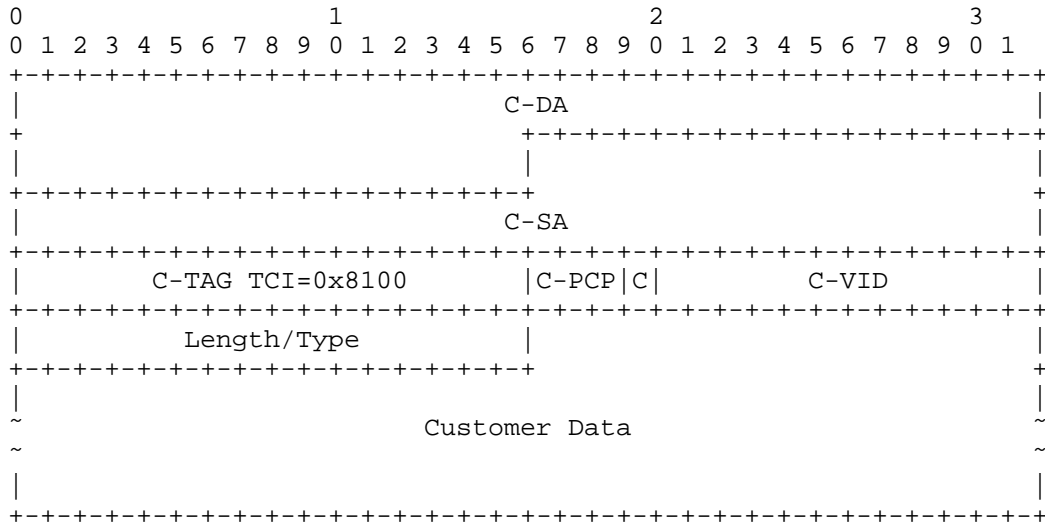 0                   1                   2                   3
0 1 2 3 4 5 6 7 8 9 0 1 2 3 4 5 6 7 8 9 0 1 2 3 4 5 6 7 8 9 0 1
+-+-+-+-+-+-+-+-+-+-+-+-+-+-+-+-+-+-+-+-+-+-+-+-+-+-+-+-+-+-+-+-+
|                              C-DA                             |
+                               +-+-+-+-+-+-+-+-+-+-+-+-+-+-+-+-+
|                               |                               |
+-+-+-+-+-+-+-+-+-+-+-+-+-+-+-+-+                               +
|                              C-SA                             |
+-+-+-+-+-+-+-+-+-+-+-+-+-+-+-+-+-+-+-+-+-+-+-+-+-+-+-+-+-+-+-+-+
|        C-TAG TCI=0x8100       |C-PCP|C|         C-VID         |
+-+-+-+-+-+-+-+-+-+-+-+-+-+-+-+-+-+-+-+-+-+-+-+-+-+-+-+-+-+-+-+-+
|          Length/Type          |                               |
+-+-+-+-+-+-+-+-+-+-+-+-+-+-+-+-+                               +
|                                                               |
~                         Customer Data                         ~
~                                                               ~
|                                                               |
+-+-+-+-+-+-+-+-+-+-+-+-+-+-+-+-+-+-+-+-+-+-+-+-+-+-+-+-+-+-+-+-+